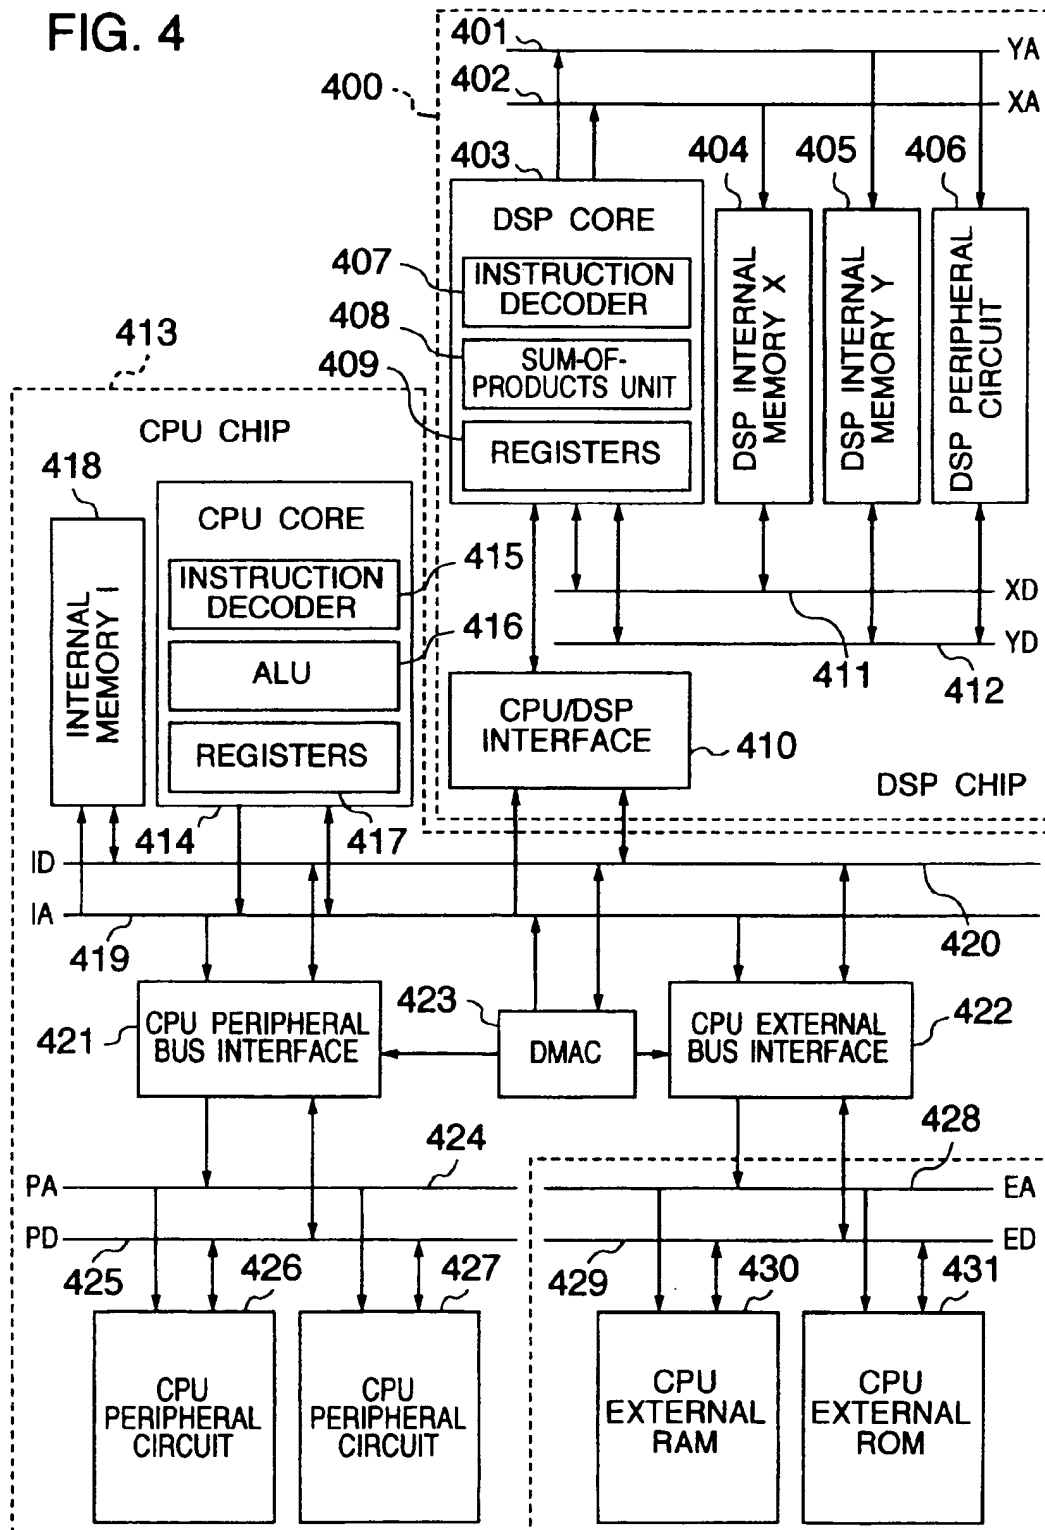 FIG. 4
401
YA
400
402
XA
403
404
405
406
DSP CORE
407
INSTRUCTION
DECODER
408
SUM-OF-
PRODUCTS UNIT
409
REGISTERS
DSP INTERNAL
MEMORY X
DSP INTERNAL
MEMORY Y
DSP PERIPHERAL
CIRCUIT
413
CPU CHIP
418
CPU CORE
INSTRUCTION
DECODER
415
ALU
416
REGISTERS
INTERNAL
MEMORY I
414
417
XD
YD
411
412
CPU/DSP
INTERFACE
410
DSP CHIP
ID
IA
419
420
421
CPU PERIPHERAL
BUS INTERFACE
423
DMAC
CPU EXTERNAL
BUS INTERFACE
422
424
428
PA
EA
PD
ED
425
426
427
429
430
431
CPU
PERIPHERAL
CIRCUIT
CPU
PERIPHERAL
CIRCUIT
CPU
EXTERNAL
RAM
CPU
EXTERNAL
ROM